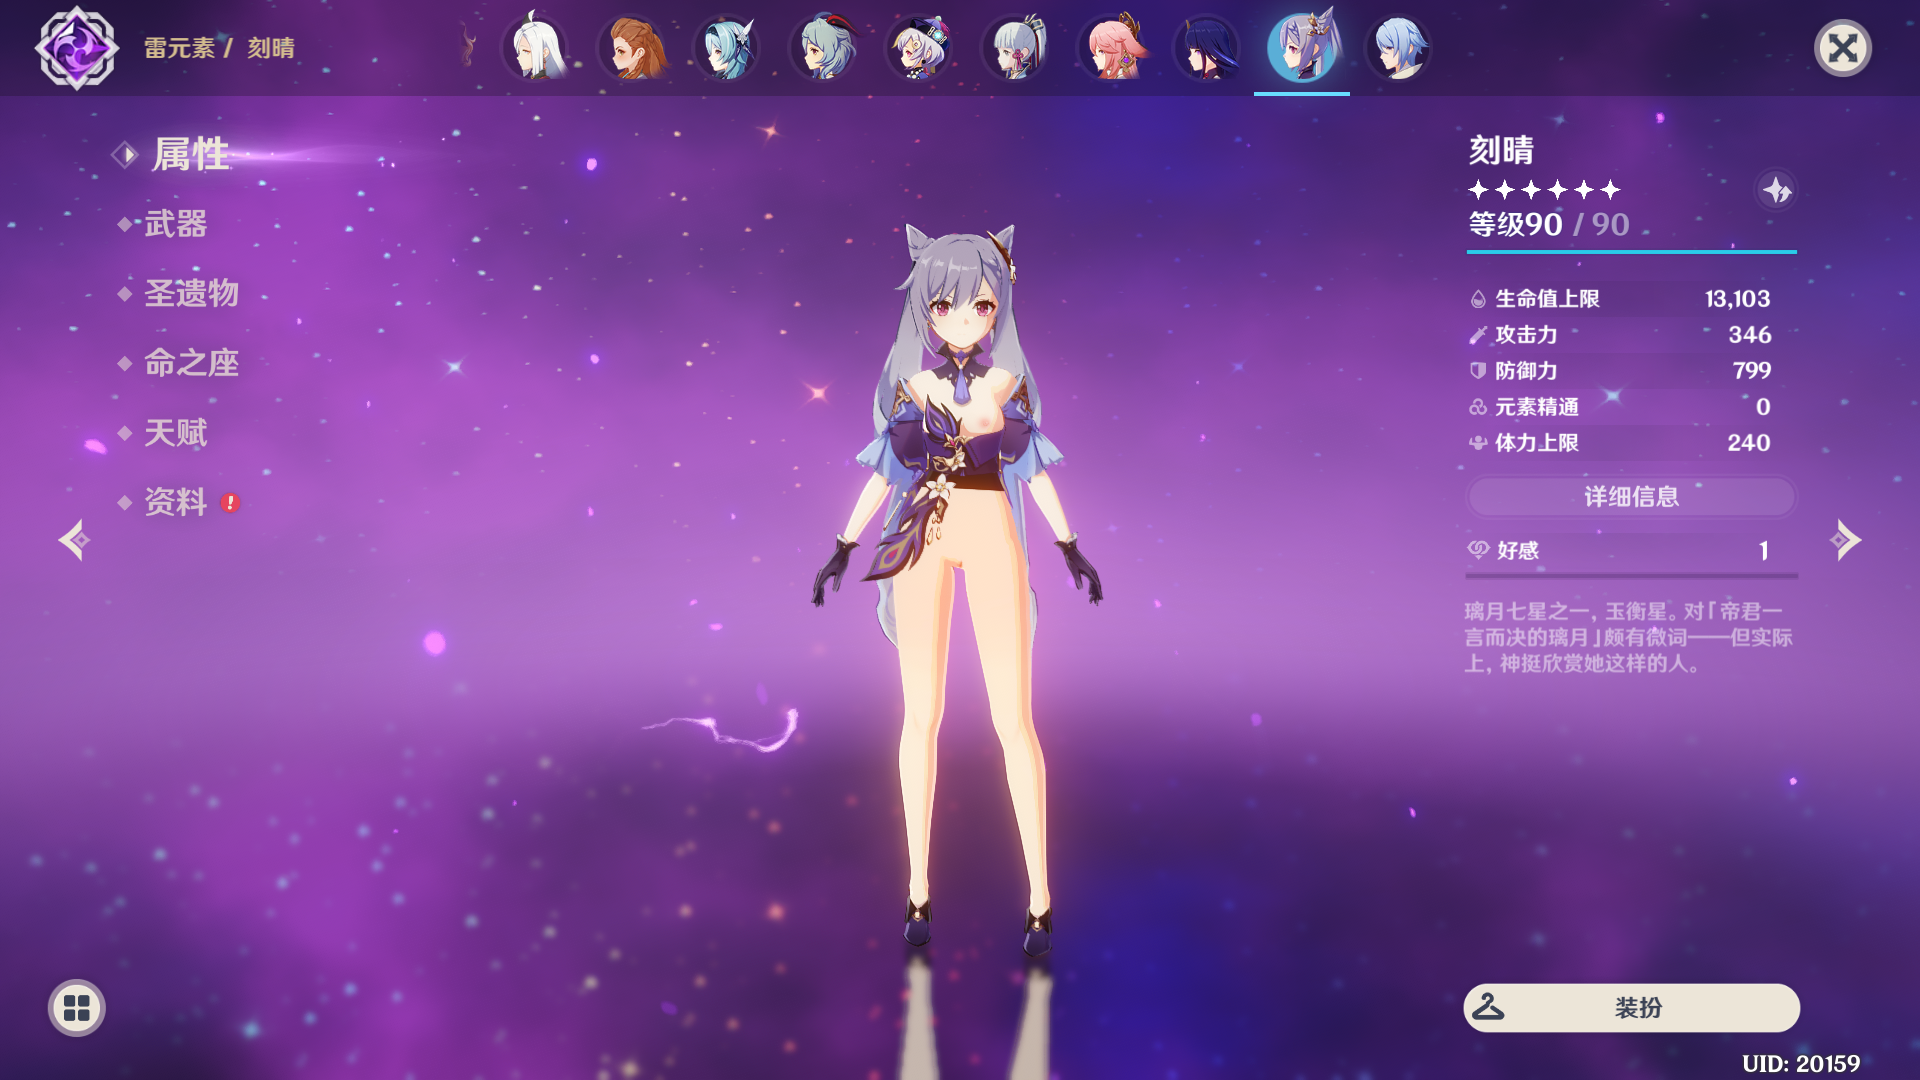 雷元素 / 刻晴
属性
武器
圣遗物
命之座
天赋
资料
刻晴
等级90 / 90
生命值上限 13,103
攻击力 346
防御力 799
元素精通 0
体力上限 240
详细信息
好感 1
璃月七星之一，玉衡星。对「帝君一
言而决的璃月」颇有微词——但实际
上，神挺欣赏她这样的人。
装扮
UID: 20159